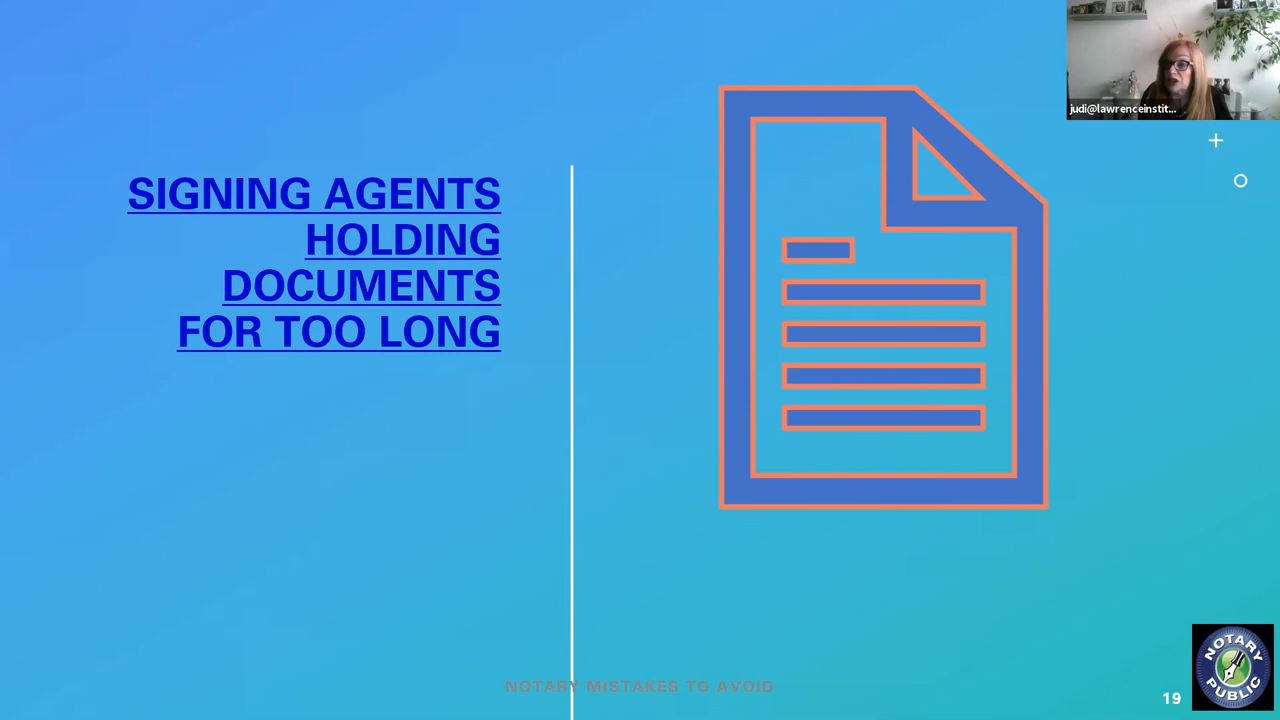 judi@lawrenceinstit...
SIGNING AGENTS
HOLDING
DOCUMENTS
FOR TOO LONG
NOTARY MISTAKES TO AVOID
19
NOTARY
PUBLIC